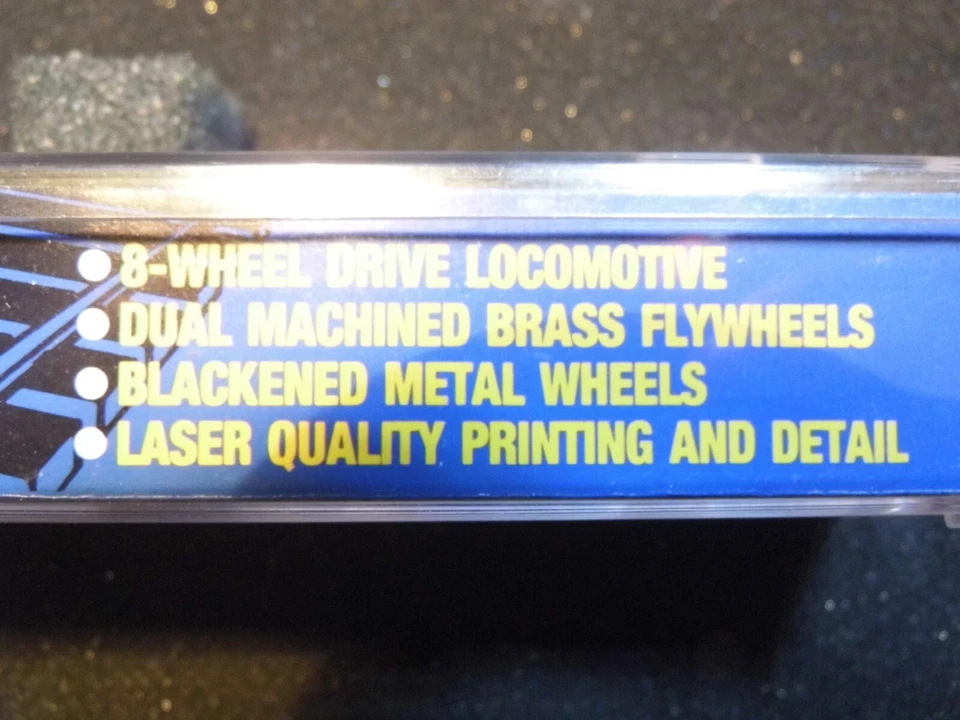 8-WHEEL DRIVE LOCOMOTIVE
DUAL MACHINED BRASS FLYWHEELS
BLACKENED METAL WHEELS
LASER QUALITY PRINTING AND DETAIL